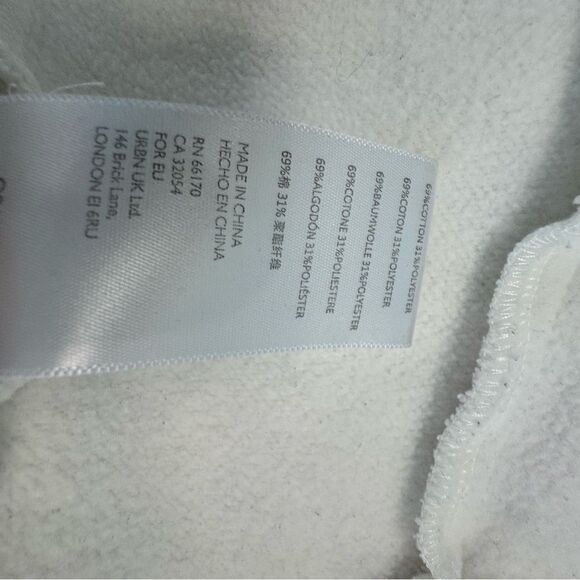 69%COTTON 31%POLYESTER
69%COTON 31%POLYESTER
69%BAUMWOLLE 31%POLYESTER
69%COTONE 31%POLIESTERE
69%ALGODÓN 31%POLIÉSTER
69%棉 31% 聚酯纤维
MADE IN CHINA
HECHO EN CHINA
RN 66170
CA 32054
FOR EU
URBN UK Ltd.
146 Brick Lane,
LONDON E1 6RU